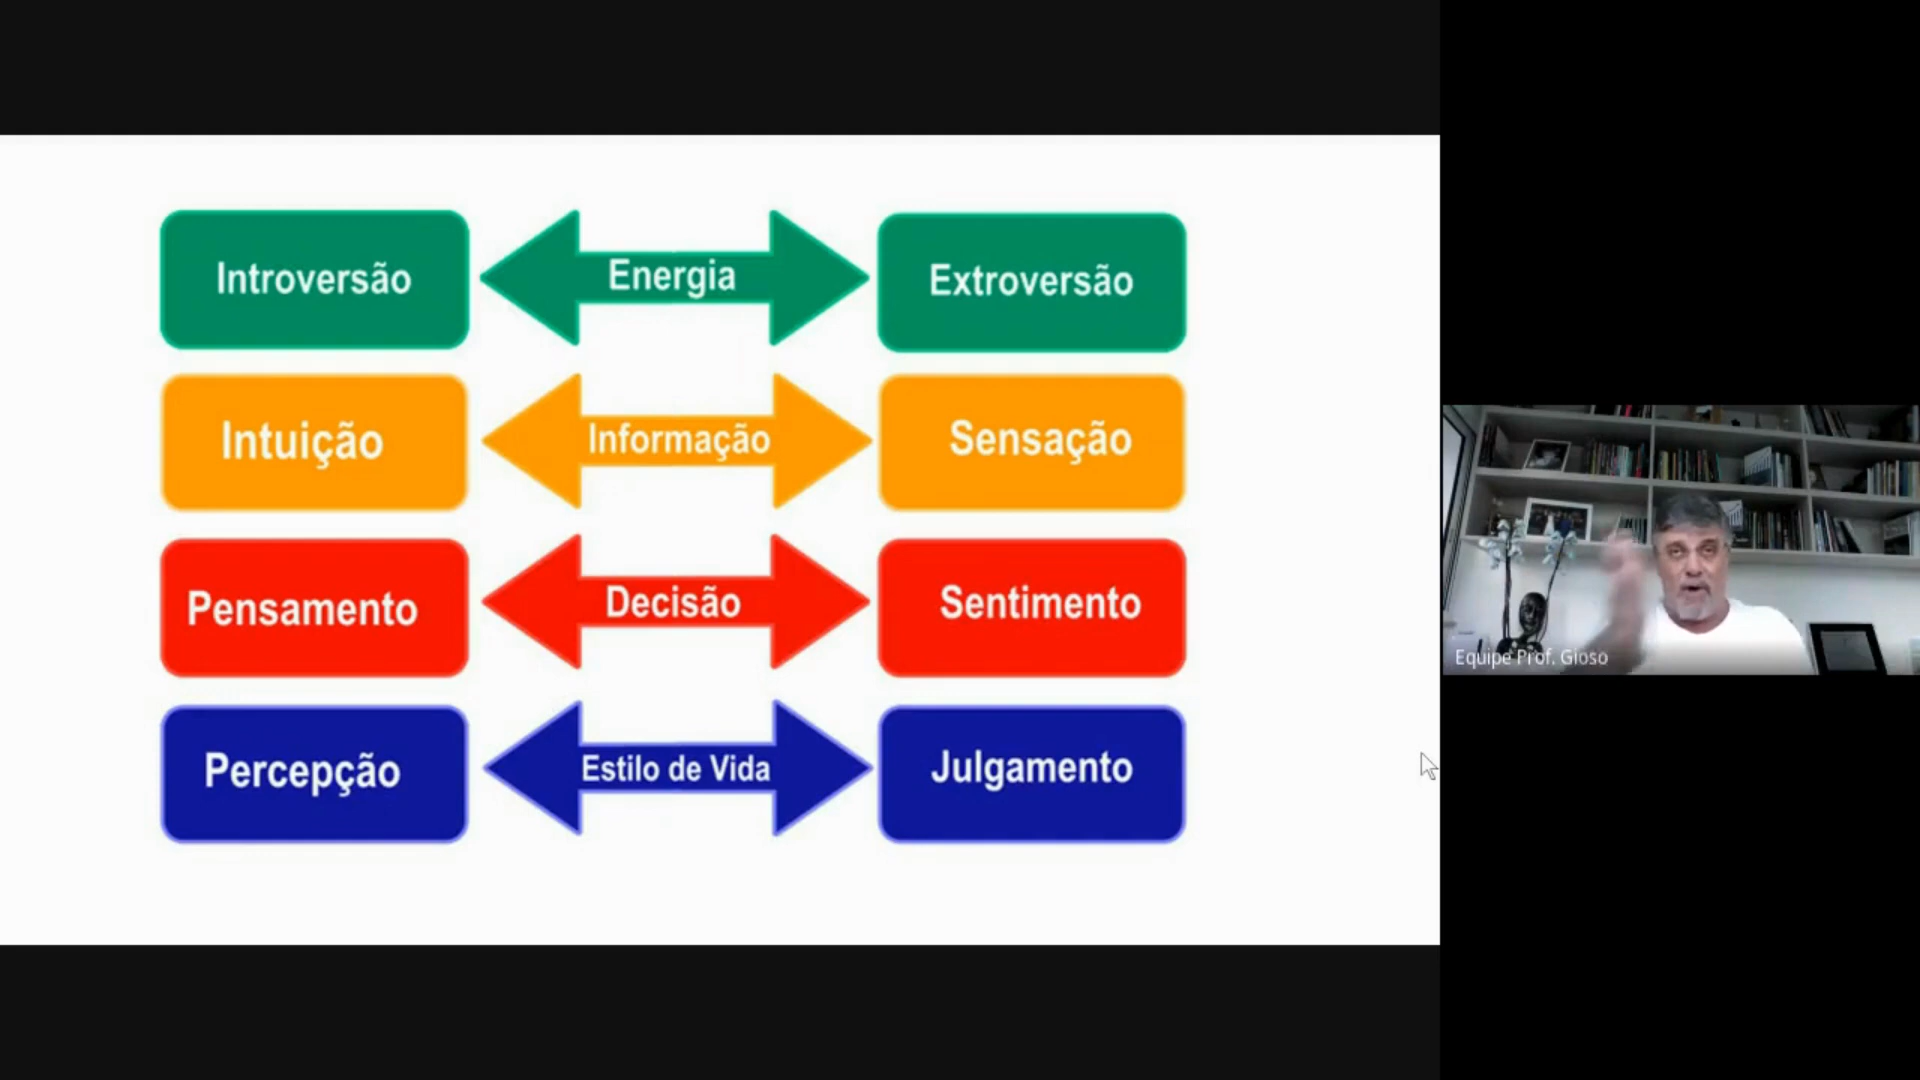 Introversão
Energia
Extroversão
Intuição
Informação
Sensação
Pensamento
Decisão
Sentimento
Percepção
Estilo de Vida
Julgamento
Equipe Prof. Gioso